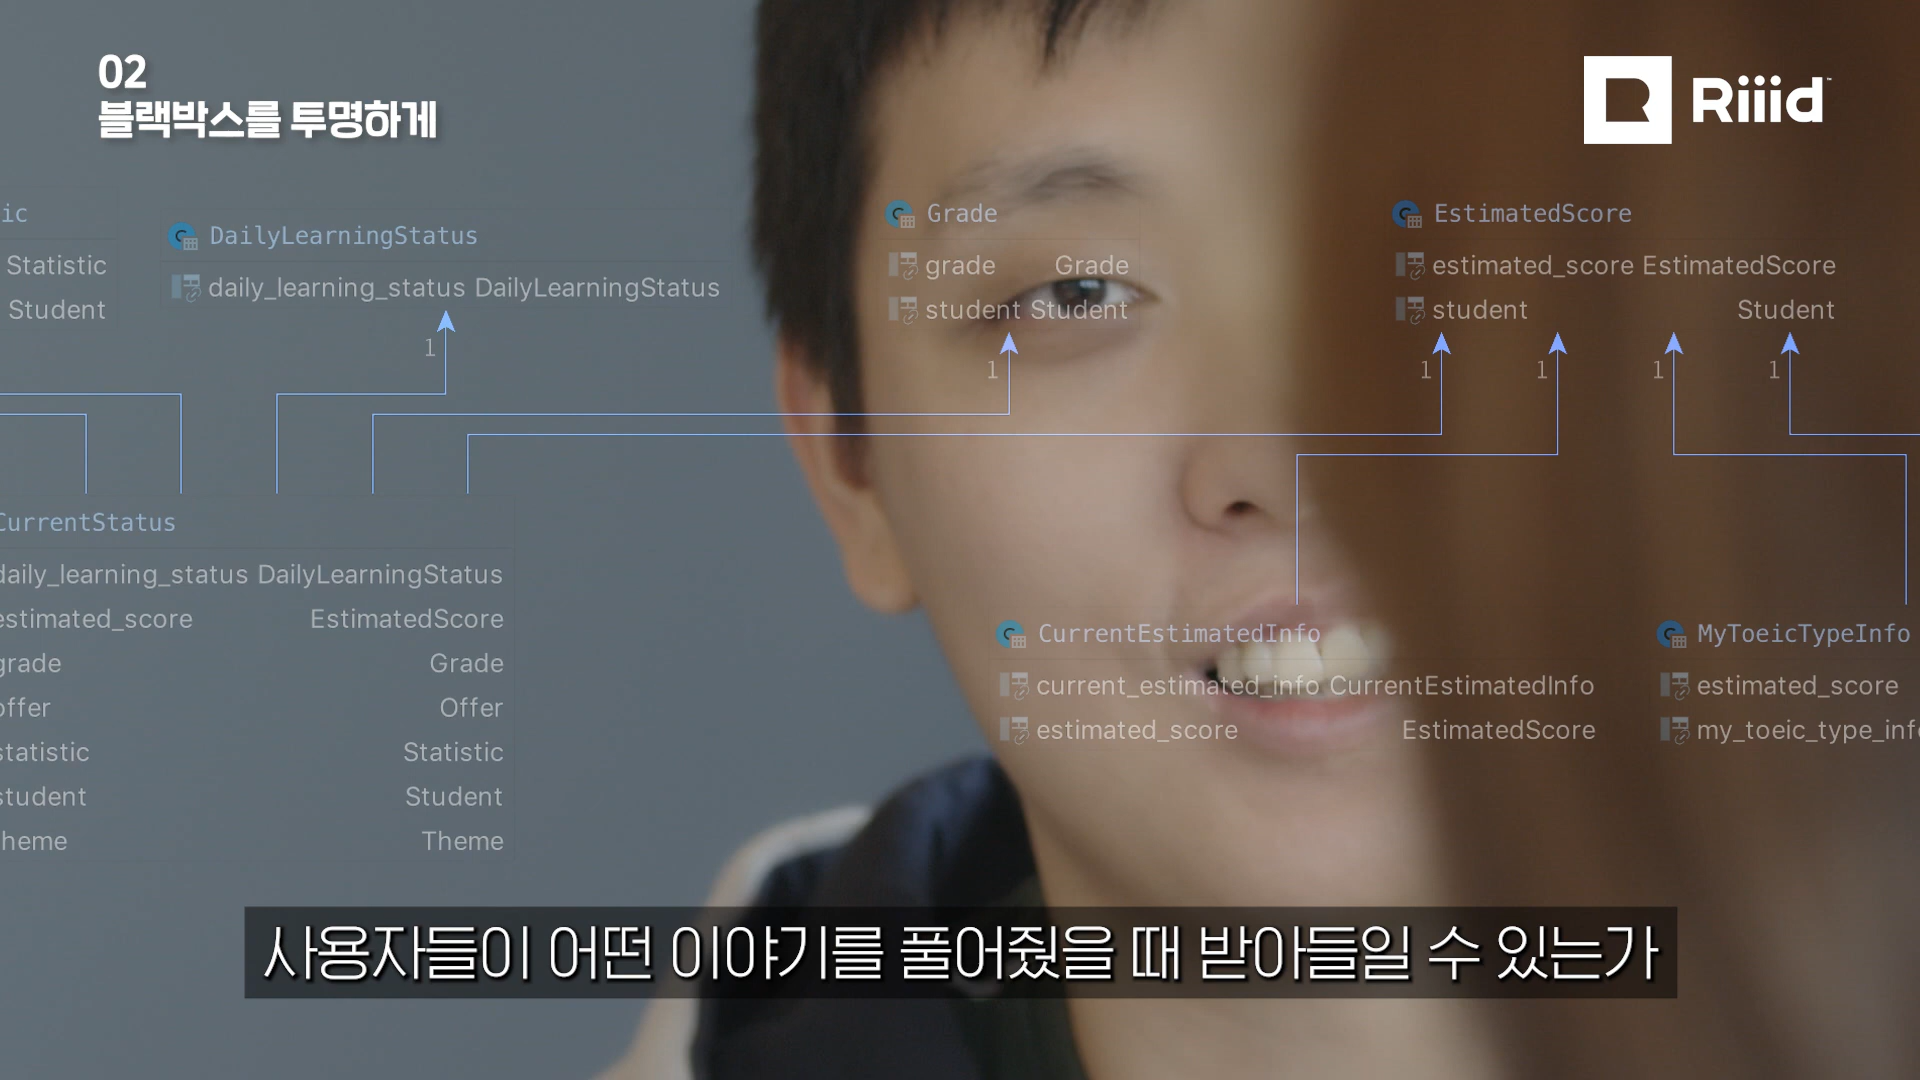 02
블랙박스를 투명하게
Riiid
ic
Statistic
Student
DailyLearningStatus
daily_learning_status DailyLearningStatus
1
Grade
grade Grade
student Student
1
EstimatedScore
estimated_score EstimatedScore
student Student
1 1 1 1
CurrentStatus
daily_learning_status DailyLearningStatus
estimated_score EstimatedScore
grade Grade
offer Offer
statistic Statistic
student Student
heme Theme
CurrentEstimatedInfo
current_estimated_info CurrentEstimatedInfo
estimated_score EstimatedScore
MyToeicTypeInfo
estimated_score
my_toeic_type_info
사용자들이 어떤 이야기를 풀어줬을 때 받아들일 수 있는가